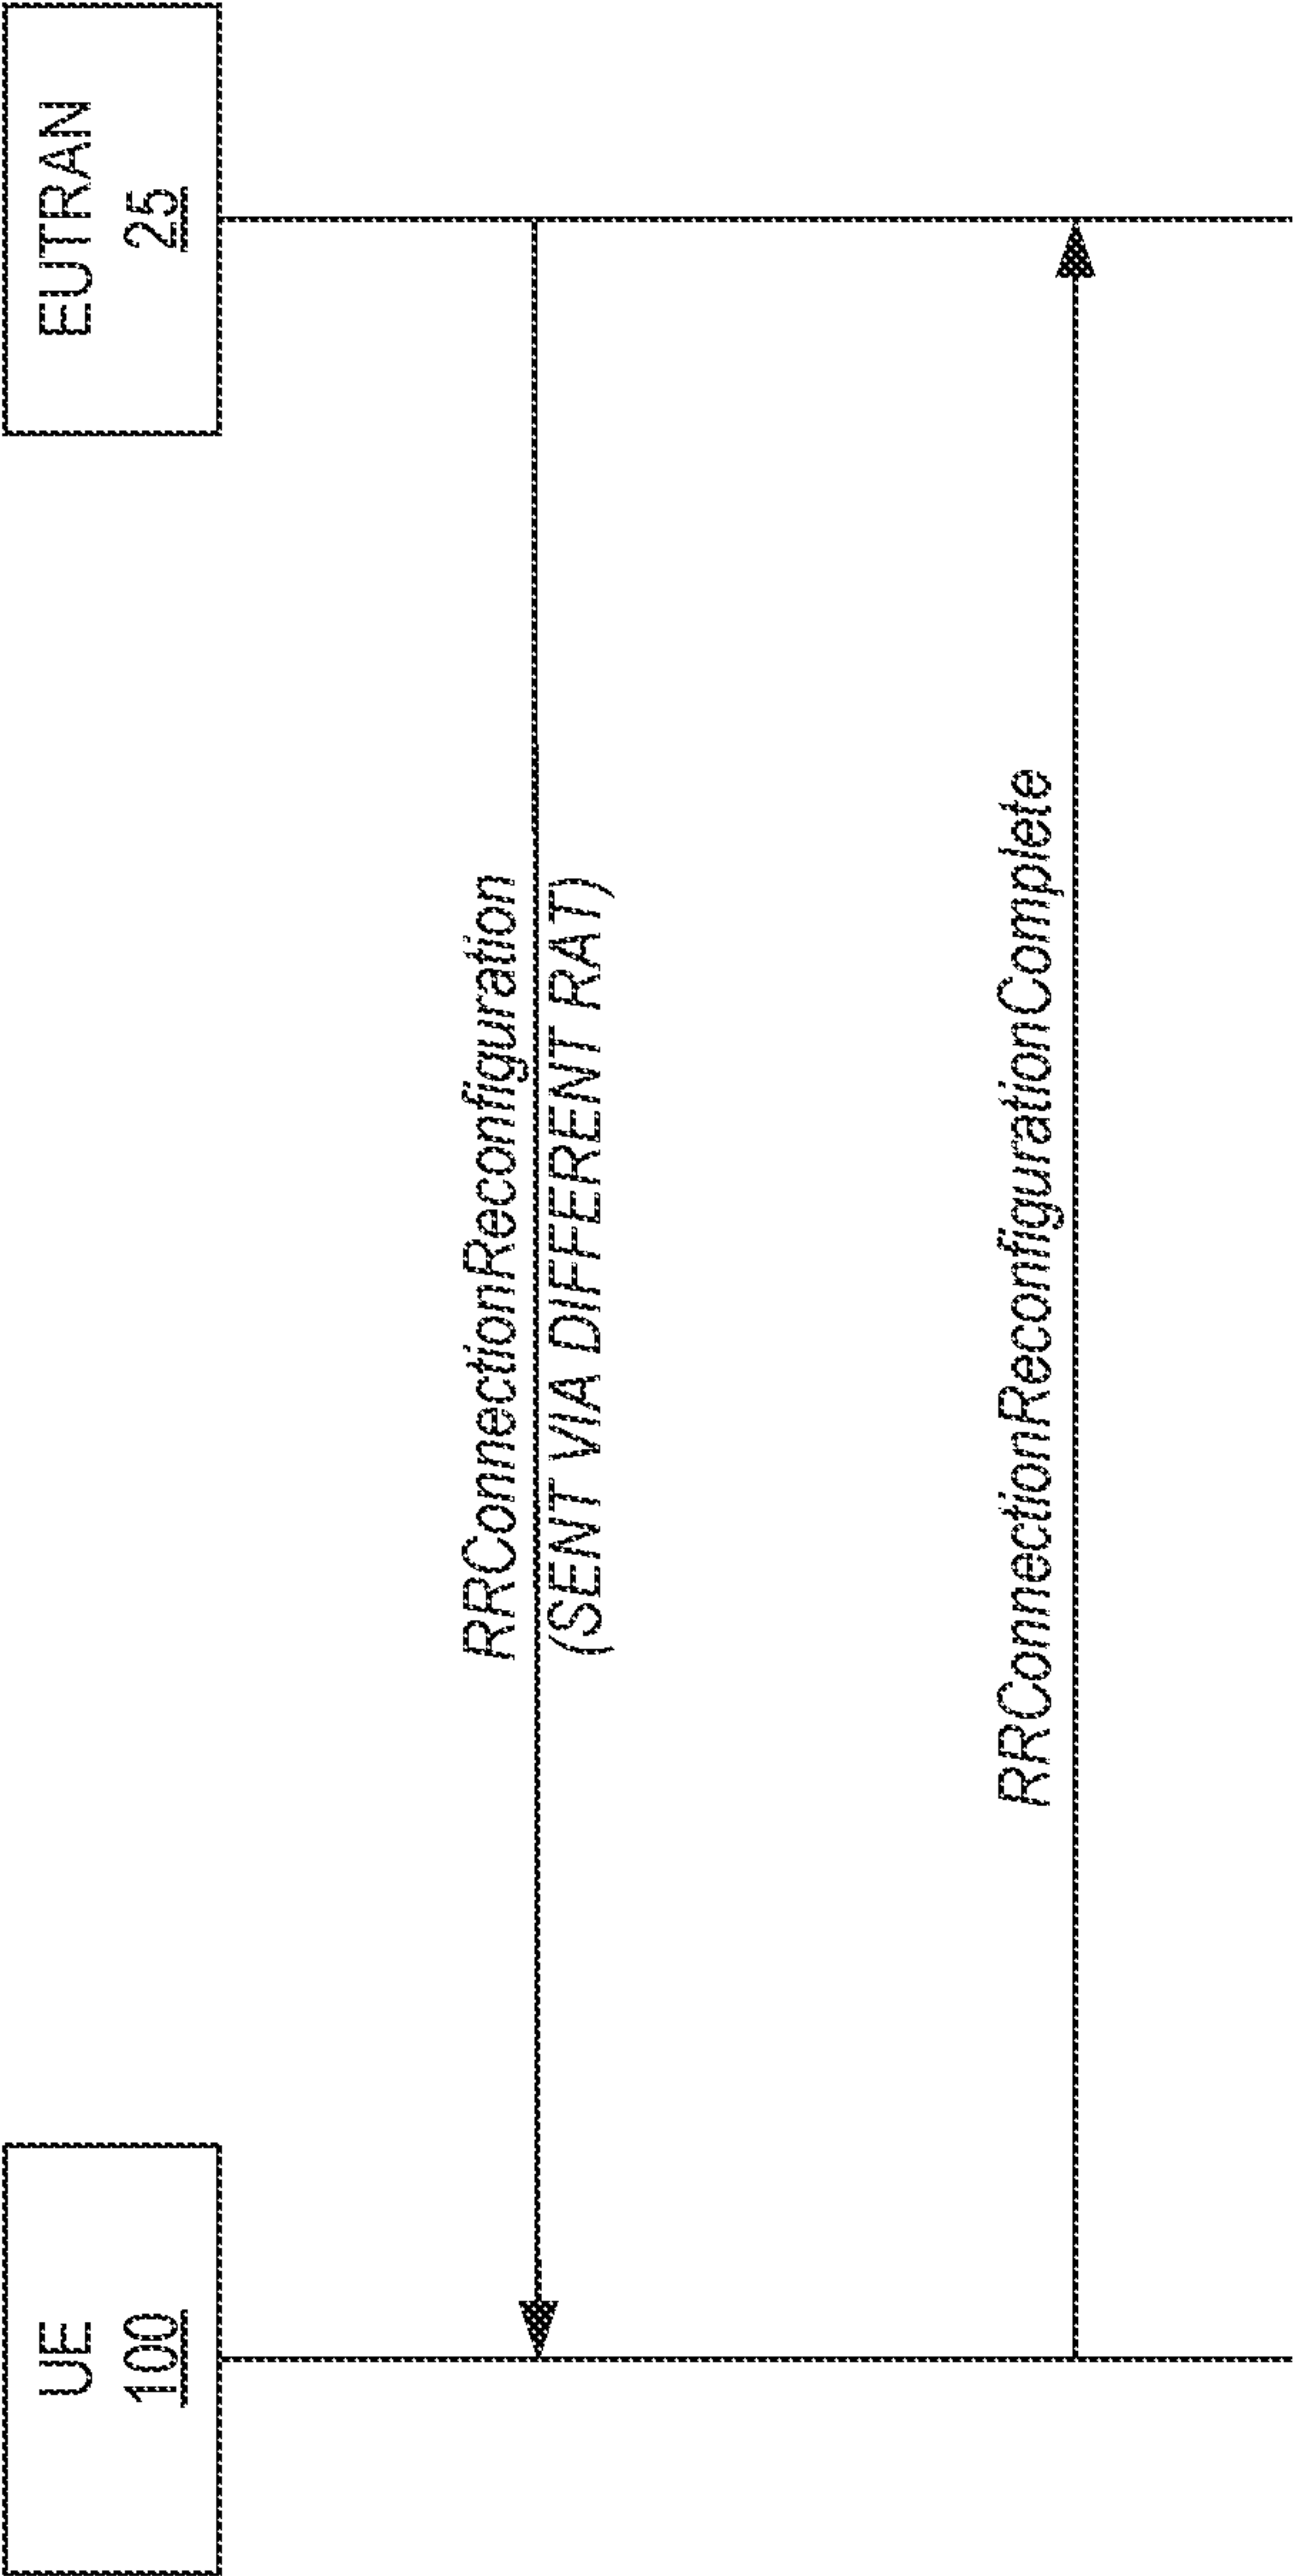 UE
100
EUTRAN
25
RRConnectionReconfiguration
(SENT VIA DIFFERENT RAT)
RRConnectionReconfigurationComplete